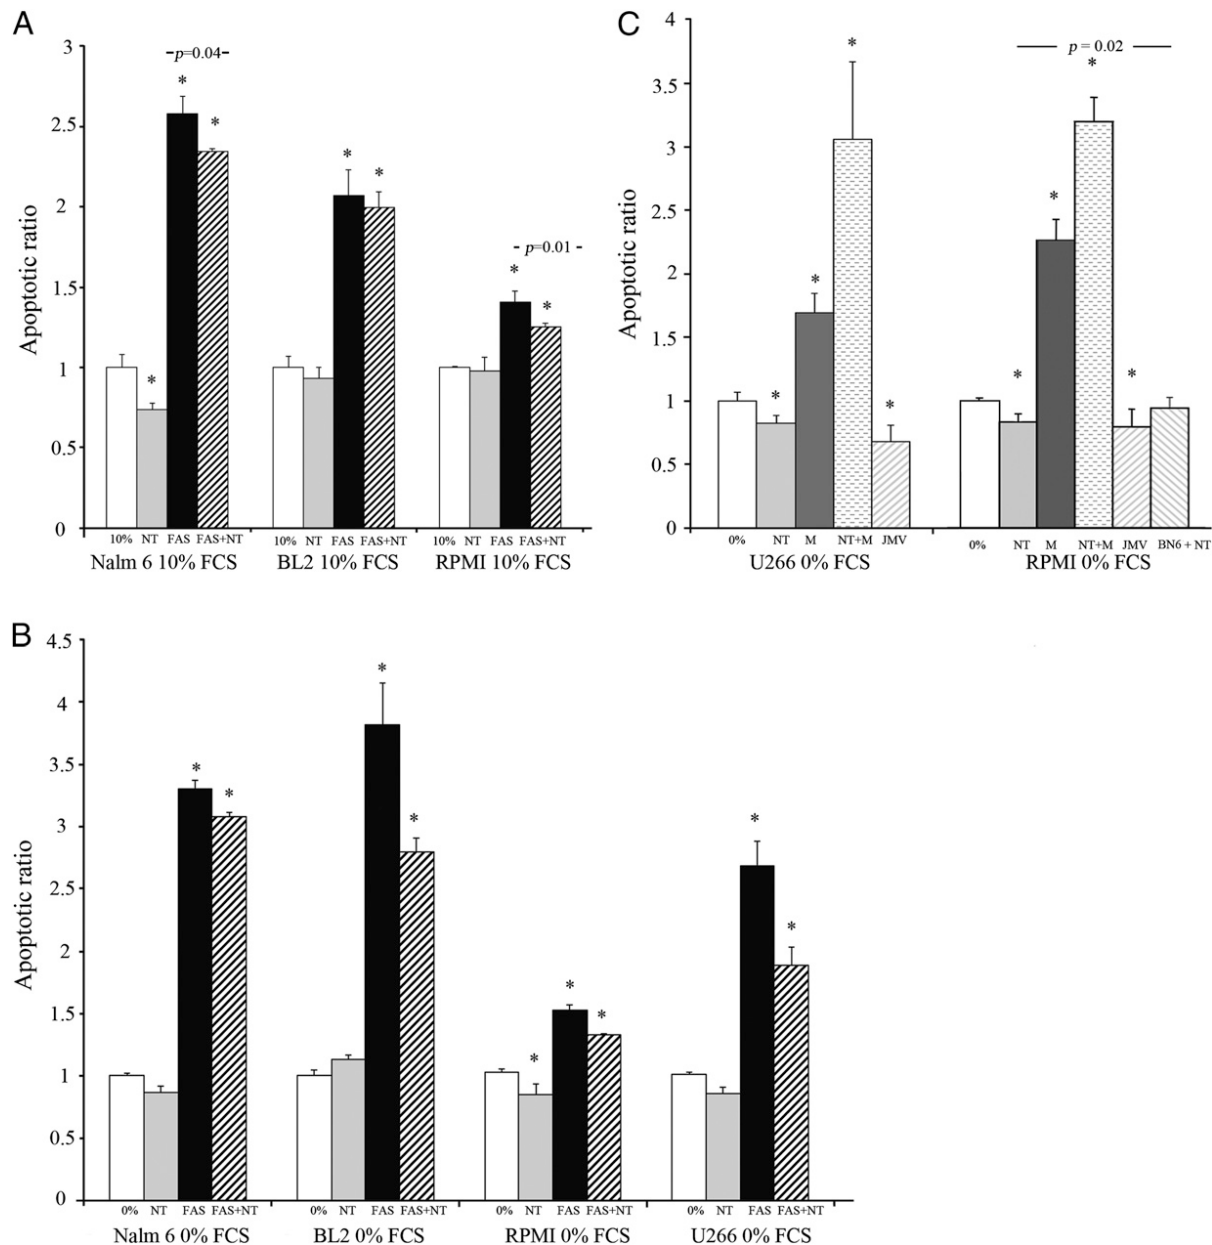 A
3
2.5
2
1.5
1
0.5
0
Apoptotic ratio
p=0.04
* * * * *
p=0.01
* *
10% NT FAS FAS+NT 10% NT FAS FAS+NT 10% NT FAS FAS+NT
Nalm 6 10% FCS BL2 10% FCS RPMI 10% FCS
C
4
3.5
3
2.5
2
1.5
1
0.5
0
Apoptotic ratio
p = 0.02
* * * * * * * *
0% NT M NT+M JMV 0% NT M NT+M JMV BN6 + NT
U266 0% FCS RPMI 0% FCS
B
4.5
4
3.5
3
2.5
2
1.5
1
0.5
0
Apoptotic ratio
* * * * * * * * *
0% NT FAS FAS+NT 0% NT FAS FAS+NT 0% NT FAS FAS+NT 0% NT FAS FAS+NT
Nalm 6 0% FCS BL2 0% FCS RPMI 0% FCS U266 0% FCS